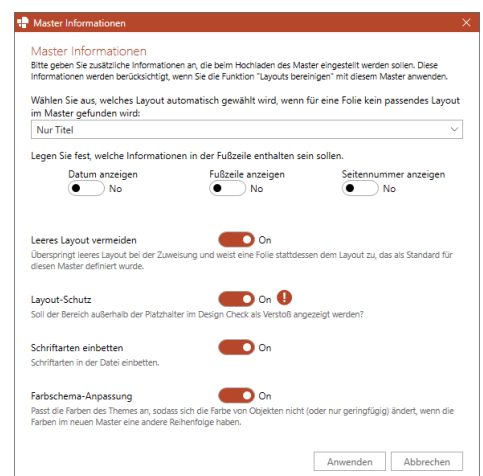 Master Informationen
Master Informationen
Bitte geben Sie zusätzliche Informationen an, die beim Hochladen des Master eingestellt werden sollen. Diese
Informationen werden berücksichtigt, wenn Sie die Funktion "Layouts bereinigen" mit diesem Master anwenden.
Wählen Sie aus, welches Layout automatisch gewählt wird, wenn für eine Folie kein passendes Layout
im Master gefunden wird:
Nur Titel
Legen Sie fest, welche Informationen in der Fußzeile enthalten sein sollen.
Datum anzeigen Fußzeile anzeigen Seitennummer anzeigen
No No No
Leeres Layout vermeiden On
Überspringt leeres Layout bei der Zuweisung und weist eine Folie stattdessen dem Layout zu, das als Standard für
diesen Master definiert wurde.
Layout-Schutz On !
Soll der Bereich außerhalb der Platzhalter im Design Check als Verstoß angezeigt werden?
Schriftarten einbetten On
Schriftarten in der Datei einbetten.
Farbschema-Anpassung On
Passt die Farben des Themes an, sodass sich die Farbe von Objekten nicht (oder nur geringfügig) ändert, wenn die
Farben im neuen Master eine andere Reihenfolge haben.
Anwenden Abbrechen